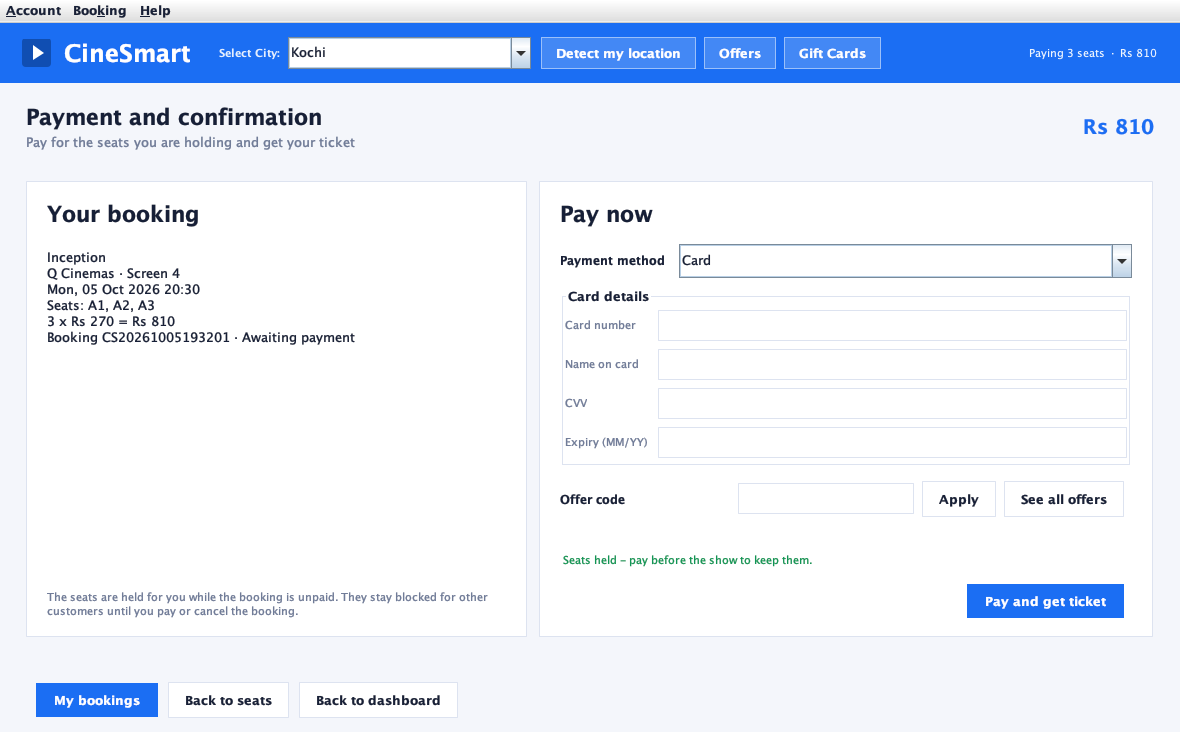 Account Booking Help
CineSmart Select City: Kochi Detect my location Offers Gift Cards Paying 3 seats · Rs 810
Payment and confirmation
Pay for the seats you are holding and get your ticket
Rs 810
Your booking
Inception
Q Cinemas · Screen 4
Mon, 05 Oct 2026 20:30
Seats: A1, A2, A3
3 x Rs 270 = Rs 810
Booking CS20261005193201 · Awaiting payment
The seats are held for you while the booking is unpaid. They stay blocked for other
customers until you pay or cancel the booking.
Pay now
Payment method Card
Card details
Card number
Name on card
CVV
Expiry (MM/YY)
Offer code Apply See all offers
Seats held – pay before the show to keep them.
Pay and get ticket
My bookings Back to seats Back to dashboard